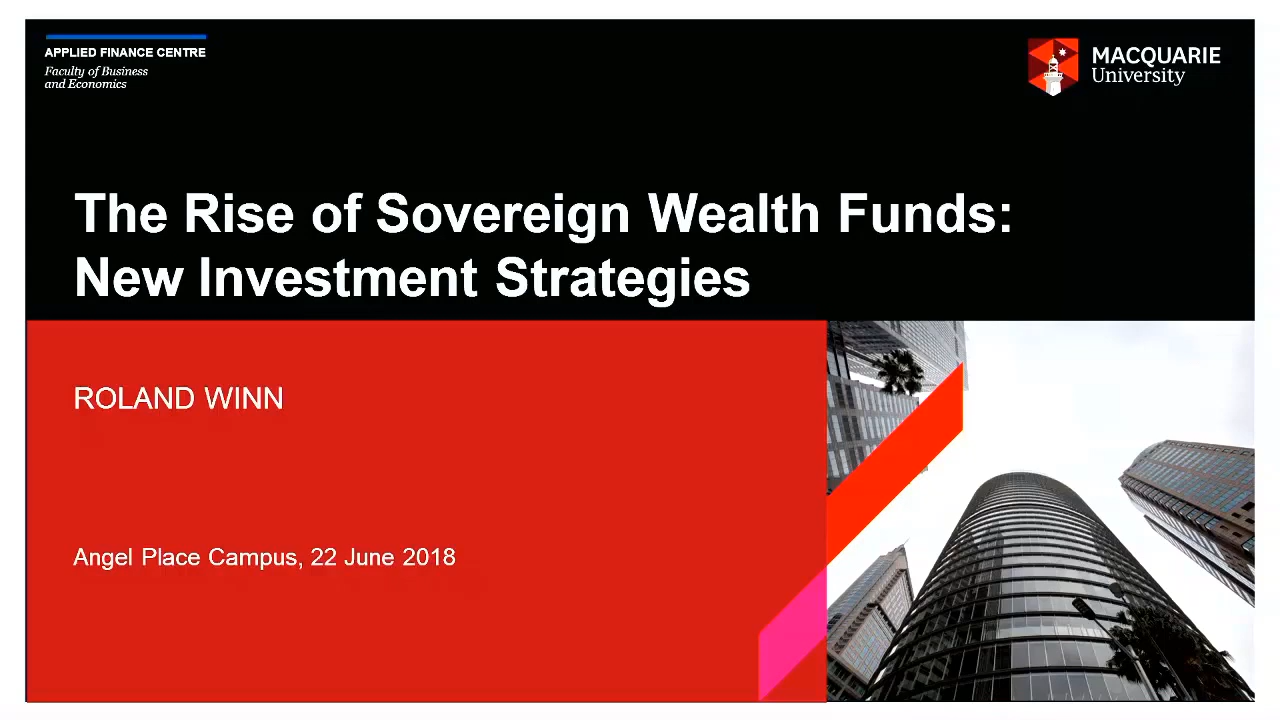 APPLIED FINANCE CENTRE
Faculty of Business
and Economics
MACQUARIE
University
The Rise of Sovereign Wealth Funds:
New Investment Strategies
ROLAND WINN
Angel Place Campus, 22 June 2018